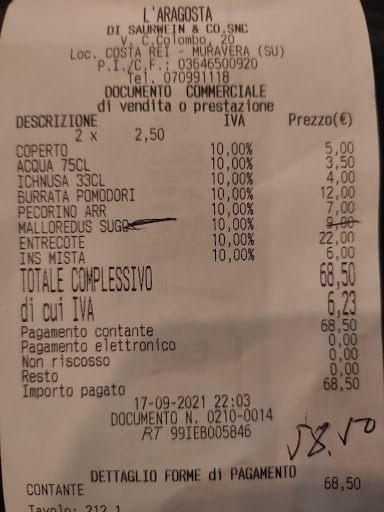 L'ARAGOSTA
DI SAURWEIN & CO.SNC
V. C.Colombo, 20
Loc. COSTA REI - MURAVERA (SU)
P.I./C.F.: 03646500920
Tel. 070991118
DOCUMENTO COMMERCIALE
di vendita o prestazione
DESCRIZIONE IVA Prezzo(€)
2 x 2,50
COPERTO 10,00% 5,00
ACQUA 75CL 10,00% 3,50
ICHNUSA 33CL 10,00% 4,00
BURRATA POMODORI 10,00% 12,00
PECORINO ARR 10,00% 7,00
MALLOREDUS SUGO 10,00% 9,00
ENTRECOTE 10,00% 22,00
INS MISTA 10,00% 6,00
TOTALE COMPLESSIVO 68,50
di cui IVA 6,23
Pagamento contante 68,50
Pagamento elettronico 0,00
Non riscosso 0,00
Resto 0,00
Importo pagato 68,50
17-09-2021 22:03
DOCUMENTO N. 0210-0014
RT 99IEB005846
58.50
DETTAGLIO FORME di PAGAMENTO
CONTANTE 68,50
Tavolo: 212 1